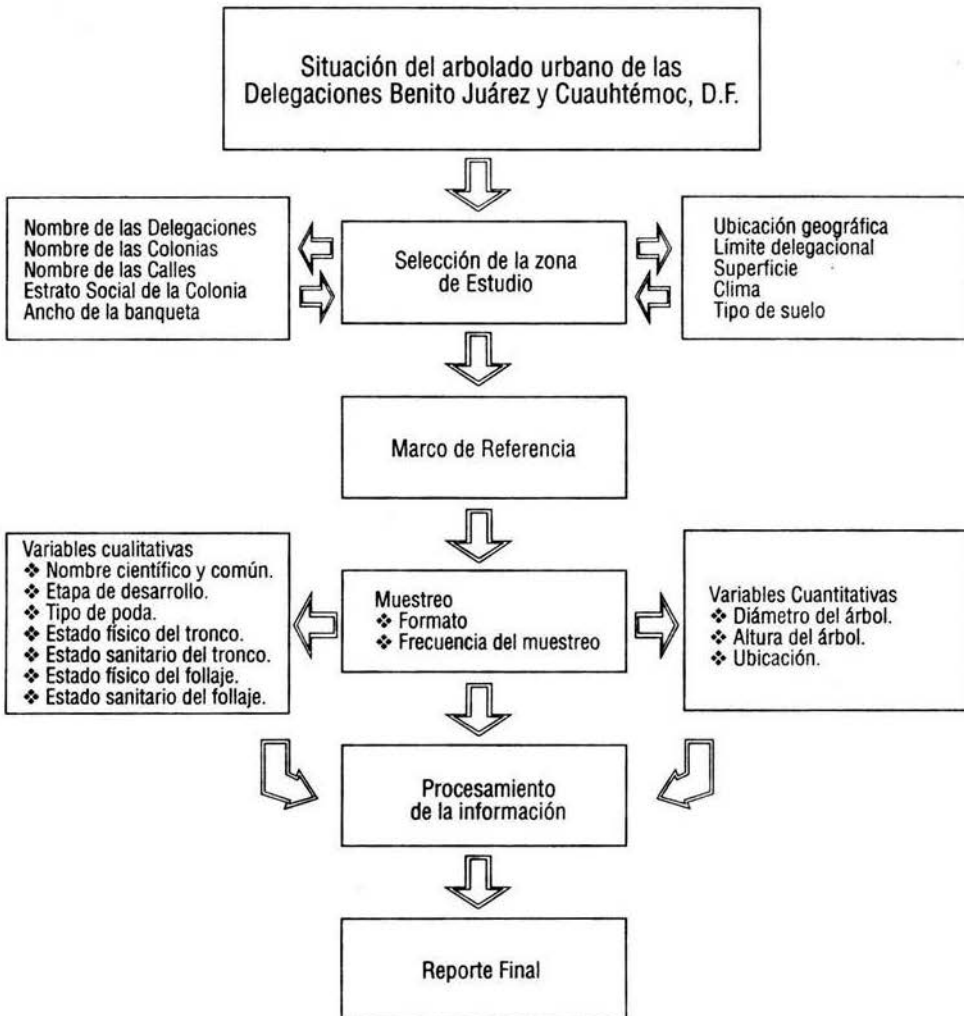 Situación del arbolado urbano de las
Delegaciones Benito Juárez y Cuauhtémoc, D.F.
Nombre de las Delegaciones
Nombre de las Colonias
Nombre de las Calles
Estrato Social de la Colonia
Ancho de la banqueta
Selección de la zona
de Estudio
Ubicación geográfica
Límite delegacional
Superficie
Clima
Tipo de suelo
Marco de Referencia
Variables cualitativas
❖ Nombre científico y común.
❖ Etapa de desarrollo.
❖ Tipo de poda.
❖ Estado físico del tronco.
❖ Estado sanitario del tronco.
❖ Estado físico del follaje.
❖ Estado sanitario del follaje.
Muestreo
❖ Formato
❖ Frecuencia del muestreo
Variables Cuantitativas
❖ Diámetro del árbol.
❖ Altura del árbol.
❖ Ubicación.
Procesamiento
de la información
Reporte Final